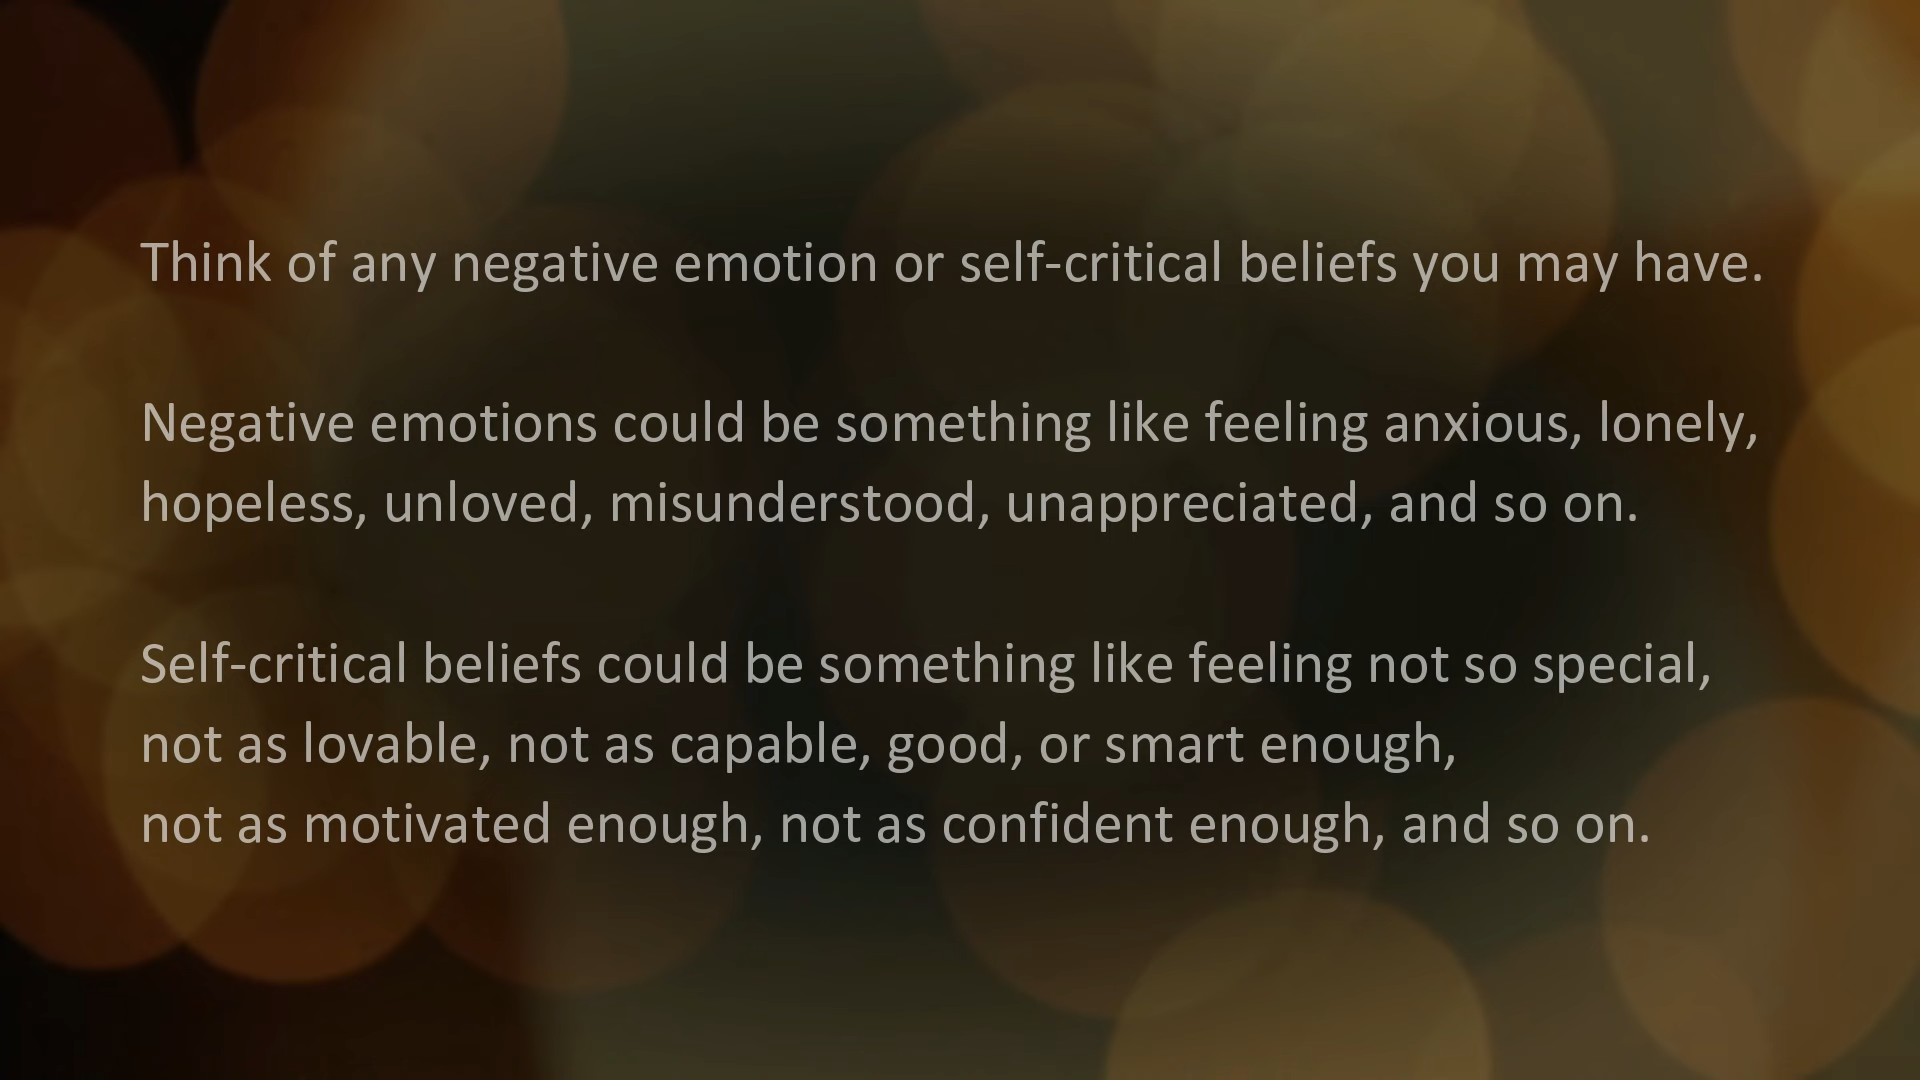 Think of any negative emotion or self-critical beliefs you may have.
Negative emotions could be something like feeling anxious, lonely,
hopeless, unloved, misunderstood, unappreciated, and so on.
Self-critical beliefs could be something like feeling not so special,
not as lovable, not as capable, good, or smart enough,
not as motivated enough, not as confident enough, and so on.